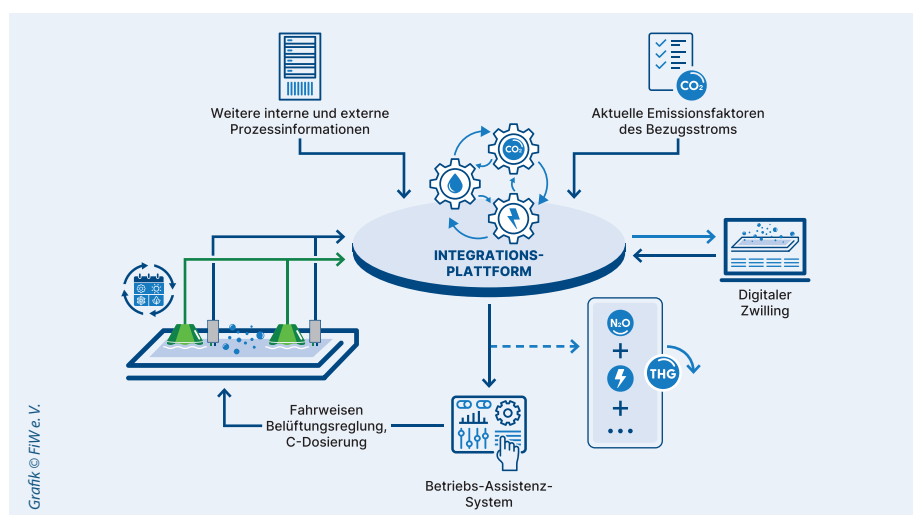 Weitere interne und externe
Prozessinformationen
CO₂
Aktuelle Emissionsfaktoren
des Bezugsstroms
CO₂
INTEGRATIONS-
PLATTFORM
Digitaler
Zwilling
N₂O
+
THG
+
...
Fahrweisen
Belüftungsreglung,
C-Dosierung
Betriebs-Assistenz-
System
Grafik © FiW e. V.